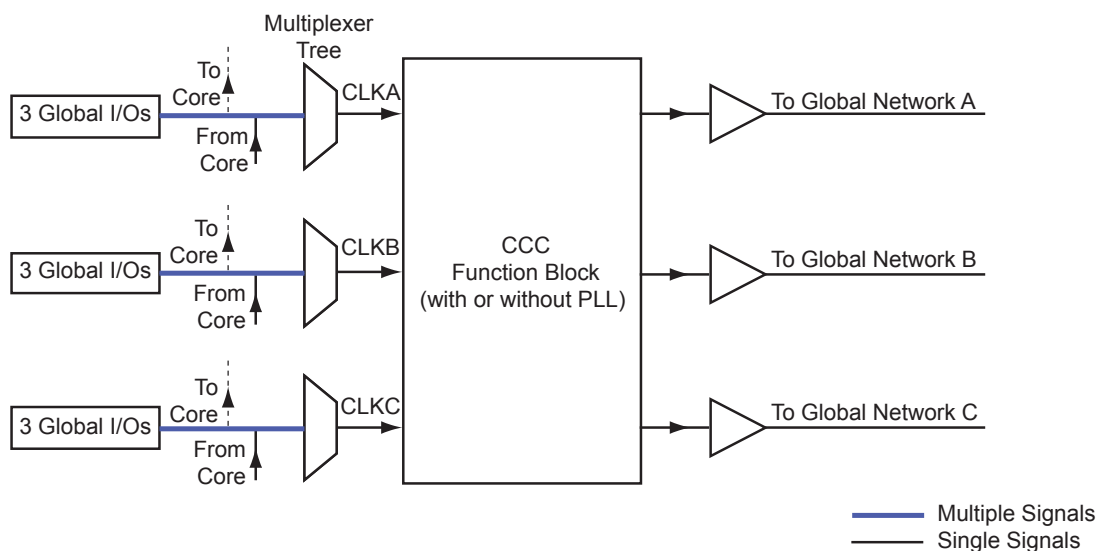 Multiplexer
Tree
To
Core
3 Global I/Os
From
Core
CLKA
To Global Network A
To
Core
3 Global I/Os
From
Core
CLKB
CCC
Function Block
(with or without PLL)
To Global Network B
To
Core
3 Global I/Os
From
Core
CLKC
To Global Network C
Multiple Signals
Single Signals